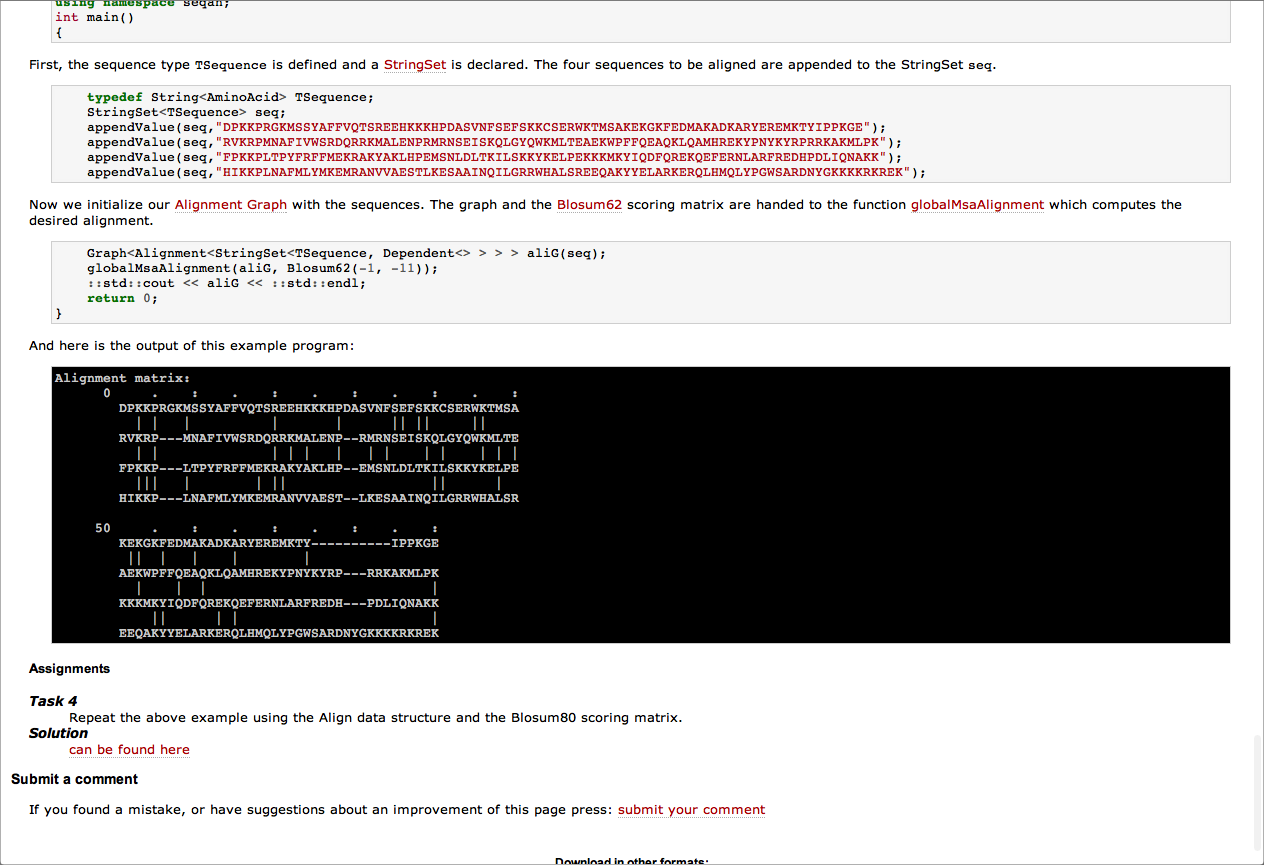 using namespace seqan;
int main()
{
First, the sequence type TSequence is defined and a StringSet is declared. The four sequences to be aligned are appended to the StringSet seq.
typedef String<AminoAcid> TSequence;
StringSet<TSequence> seq;
appendValue(seq,"DPKKPRGKMSSYAFFVQTSREEHKKKHPDASVNFSEFSKKCSERWKTMSAKEKGKFEDMAKADKARYEREMKTYIPPKGE");
appendValue(seq,"RVKRPMNAFIVWSRDQRRKMALENPRMRNSEISKQLGYQWKMLTEAEKWPFFQEAQKLQAMHREKYPNYKYRPRRKAKMLPK");
appendValue(seq,"FPKKPLTPYFRFFMEKRAKYAKLHPEMSNLDLTKILSKKYKELPEKKKMKYIQDFQREKQEFERNLARFREDHPDLIQNAKK");
appendValue(seq,"HIKKPLNAFMLYMKEMRANVVAESTLKESAAINQILGRRWHALSREEQAKYYELARKERQLHMQLYPGWSARDNYGKKKKRKREK");
Now we initialize our Alignment Graph with the sequences. The graph and the Blosum62 scoring matrix are handed to the function globalMsaAlignment which computes the
desired alignment.
Graph<Alignment<StringSet<TSequence, Dependent<> > > > aliG(seq);
globalMsaAlignment(aliG, Blosum62(-1, -11));
::std::cout << aliG << ::std::endl;
return 0;
}
And here is the output of this example program:
Alignment matrix:
0     .    :    .    :    .    :    .    :    .    :
DPKKPRGKMSSYAFFVQTSREEHKKKHPDASVNFSEFSKKCSERWKTMSA
  | |   |          |       |      || ||     ||
RVKRP---MNAFIVWSRDQRRKMALENP--RMRNSEISKQLGYQWKMLTE
  | |              | | |   |   | |    | |    | | |
FPKKP---LTPYFRFFMEKRAKYAKLHP--EMSNLDLTKILSKKYKELPE
  |||   |        | ||                  ||      |
HIKKP---LNAFMLYMKEMRANVVAEST--LKESAAINQILGRRWHALSR
50     .    :    .    :    .    :    .    :
KEKGKFEDMAKADKARYEREMKTY----------IPPKGE
 ||  |   |    |        |
AEKWPFFQEAQKLQAMHREKYPNYKYRP---RRKAKMLPK
  |    |  |                            |
KKKMKYIQDFQREKQEFERNLARFREDH---PDLIQNAKK
    ||      | |                        |
EEQAKYYELARKERQLHMQLYPGWSARDNYGKKKKRKREK
Assignments
Task 4
Repeat the above example using the Align data structure and the Blosum80 scoring matrix.
Solution
can be found here
Submit a comment
If you found a mistake, or have suggestions about an improvement of this page press: submit your comment
Download in other formats: